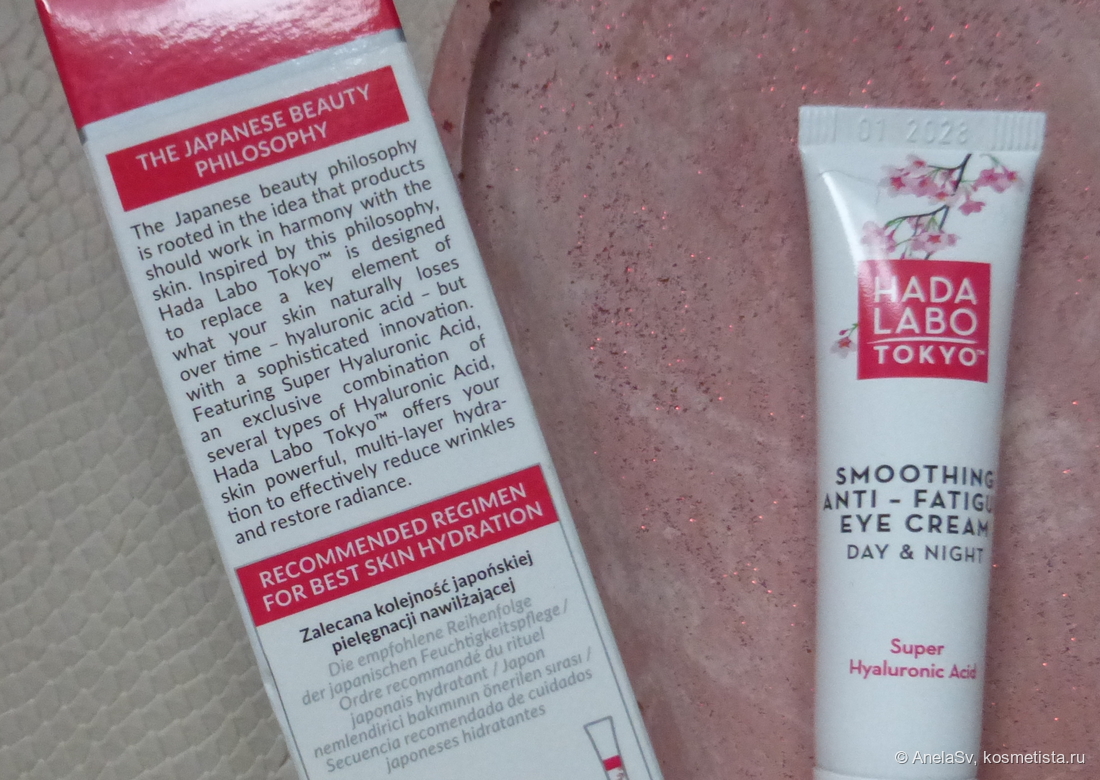 THE JAPANESE BEAUTY
PHILOSOPHY
The Japanese beauty philosophy
is rooted in the idea that products
should work in harmony with the
skin. Inspired by this philosophy,
Hada Labo Tokyo™ is designed
to replace a key element of
what your skin naturally loses
over time – hyaluronic acid – but
with a sophisticated innovation.
Featuring Super Hyaluronic Acid,
an exclusive combination of
several types of Hyaluronic Acid,
Hada Labo Tokyo™ offers your
skin powerful, multi-layer hydra-
tion to effectively reduce wrinkles
and restore radiance.
RECOMMENDED REGIMEN
FOR BEST SKIN HYDRATION
Zalecana kolejność japońskiej
pielęgnacji nawilżającej
Die empfohlene Reihenfolge
der japanischen Feuchtigkeitspflege /
Ordre recommandé du rituel
japonais hydratant / Japon
nemlendirici bakımının önerilen sırası /
Secuencia recomendada de cuidados
japoneses hidratantes
01 2028
HADA
LABO
TOKYO™
SMOOTHING
ANTI – FATIGU
EYE CREAM
DAY & NIGHT
Super
Hyaluronic Acid
© AnelaSv, kosmetista.ru